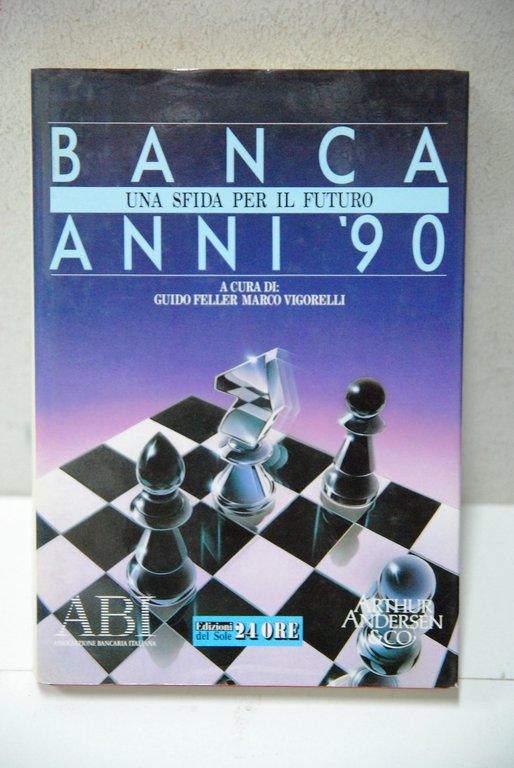 BANCA
UNA SFIDA PER IL FUTURO
ANNI '90
A CURA DI:
GUIDO FELLER MARCO VIGORELLI
ABI
ASSOCIAZIONE BANCARIA ITALIANA
Edizioni
del Sole 24 ORE
ARTHUR
ANDERSEN
& CO.